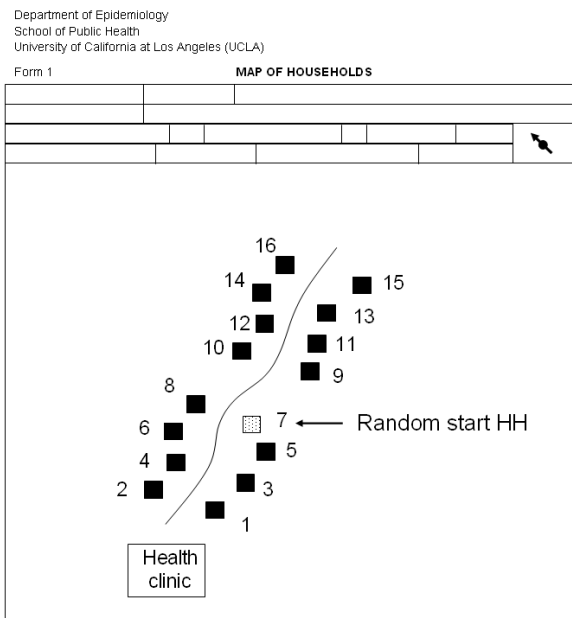 Department of Epidemiology
School of Public Health
University of California at Los Angeles (UCLA)
Form 1 MAP OF HOUSEHOLDS
16
14
15
12
13
10
11
9
8
7 Random start HH
6
5
4
3
2
1
Health
clinic